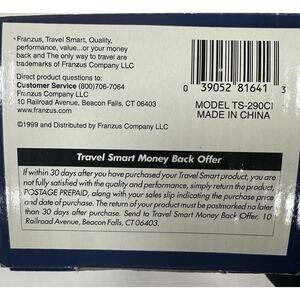 *Franzus, Travel Smart, Quality,
performance, value...or your money
back and The only way to travel are
trademarks of Franzus Company LLC
Direct product questions to:
Customer Service (800)706-7064
Franzus Company LLC
10 Railroad Avenue, Beacon Falls, CT 06403
www.franzus.com
©1999 and Distributed by Franzus Company LLC
0 39052 81641 3
MODEL TS-290CI
MADE IN CHINA
Travel Smart Money Back Offer
If within 30 days after you have purchased your Travel Smart product, you are
not fully satisfied with the quality and performance, simply return the product,
POSTAGE PREPAID, along with your sales slip indicating the purchase price
and date of purchase. The return of your product must be postmarked no later
than 30 days after purchase. Send to Travel Smart Money Back Offer, 10
Railroad Avenue, Beacon Falls, CT 06403.